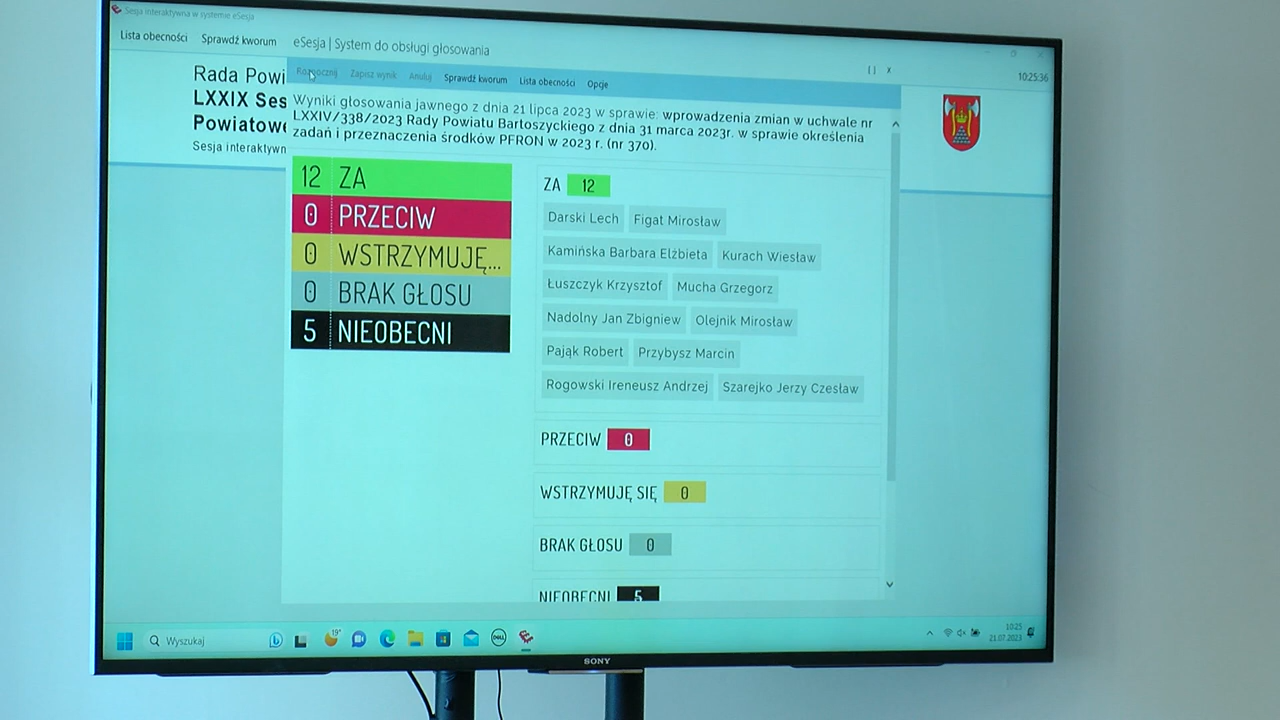 Sesja interaktywna w systemie eSesja
Lista obecności Sprawdź kworum eSesja | System do obsługi głosowania
Rozpocznij Zapisz wynik Anuluj Sprawdź kworum Lista obecności Opcje
10:25:36
Rada Powi
LXXIX Ses
Powiatowe
Sesja interaktywn
Wyniki głosowania jawnego z dnia 21 lipca 2023 w sprawie: wprowadzenia zmian w uchwale nr
LXXIV/338/2023 Rady Powiatu Bartoszyckiego z dnia 31 marca 2023r. w sprawie określenia
zadań i przeznaczenia środków PFRON w 2023 r. (nr 370).
12 ZA
0 PRZECIW
0 WSTRZYMUJĘ...
0 BRAK GŁOSU
5 NIEOBECNI
ZA 12
Darski Lech Figat Mirosław
Kamińska Barbara Elżbieta Kurach Wiesław
Łuszczyk Krzysztof Mucha Grzegorz
Nadolny Jan Zbigniew Olejnik Mirosław
Pająk Robert Przybysz Marcin
Rogowski Ireneusz Andrzej Szarejko Jerzy Czesław
PRZECIW 0
WSTRZYMUJĘ SIĘ 0
BRAK GŁOSU 0
NIEOBECNI 5
Wyszukaj
19°
DELL
10:25
21.07.2023
SONY